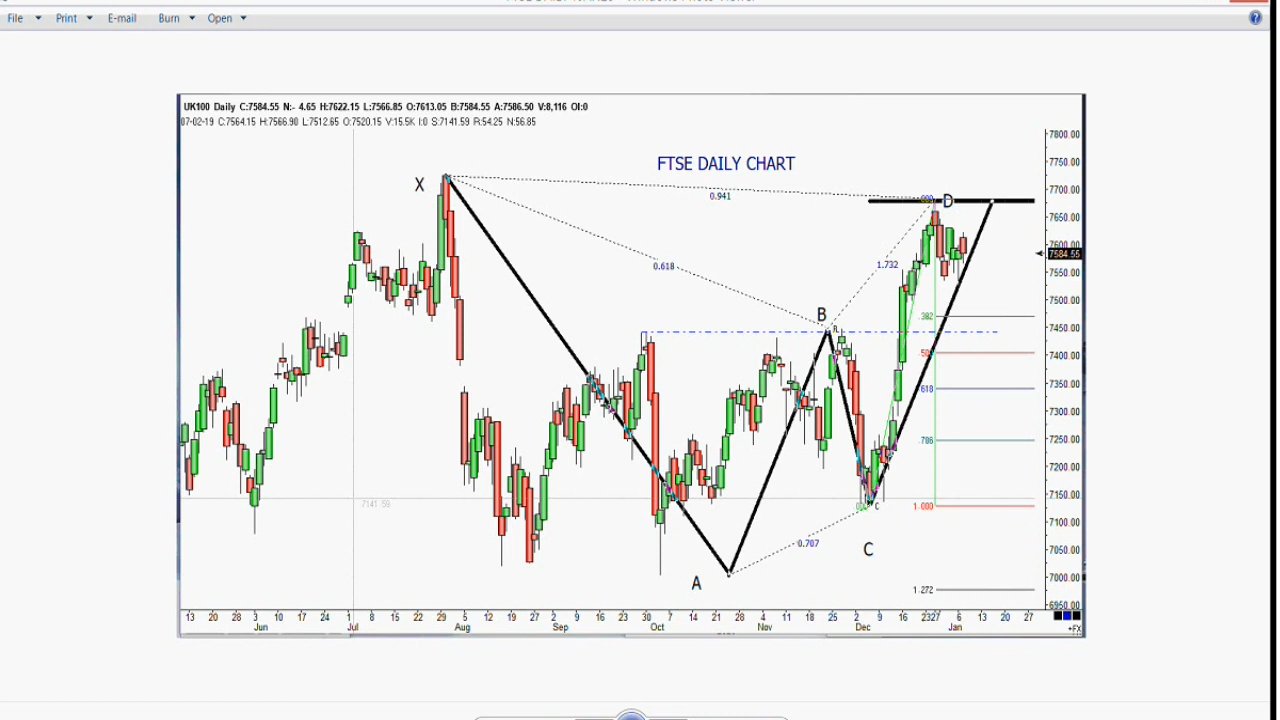 File Print E-mail Burn Open
UK100 Daily C:7584.55 N:- 4.65 H:7622.15 L:7566.85 O:7613.05 B:7584.55 A:7586.50 V:8,116 OI:0
07-02-19 C:7564.15 H:7566.90 L:7512.65 O:7520.15 V:15.5K I:0 S:7141.59 R:54.25 N:56.85
7800.00
FTSE DAILY CHART
7750.00
X
0.941
7700.00
D
7650.00
0.618
1.732
7600.00
7584.55
7550.00
7500.00
B
.382
R
7450.00
7400.00
7350.00
618
7300.00
7250.00
.786
7200.00
7150.00
7141.59
C
1.000
7100.00
0.707
C
7050.00
A
7000.00
1.272
6950.00
13 20 28 3 10 17 24 1 8 15 22 29 5 12 19 27 2 9 16 23 30 7 14 21 28 4 11 18 25 2 9 16 2327 6 13 20 27
Jun Jul Aug Sep Oct Nov Dec Jan
+FX